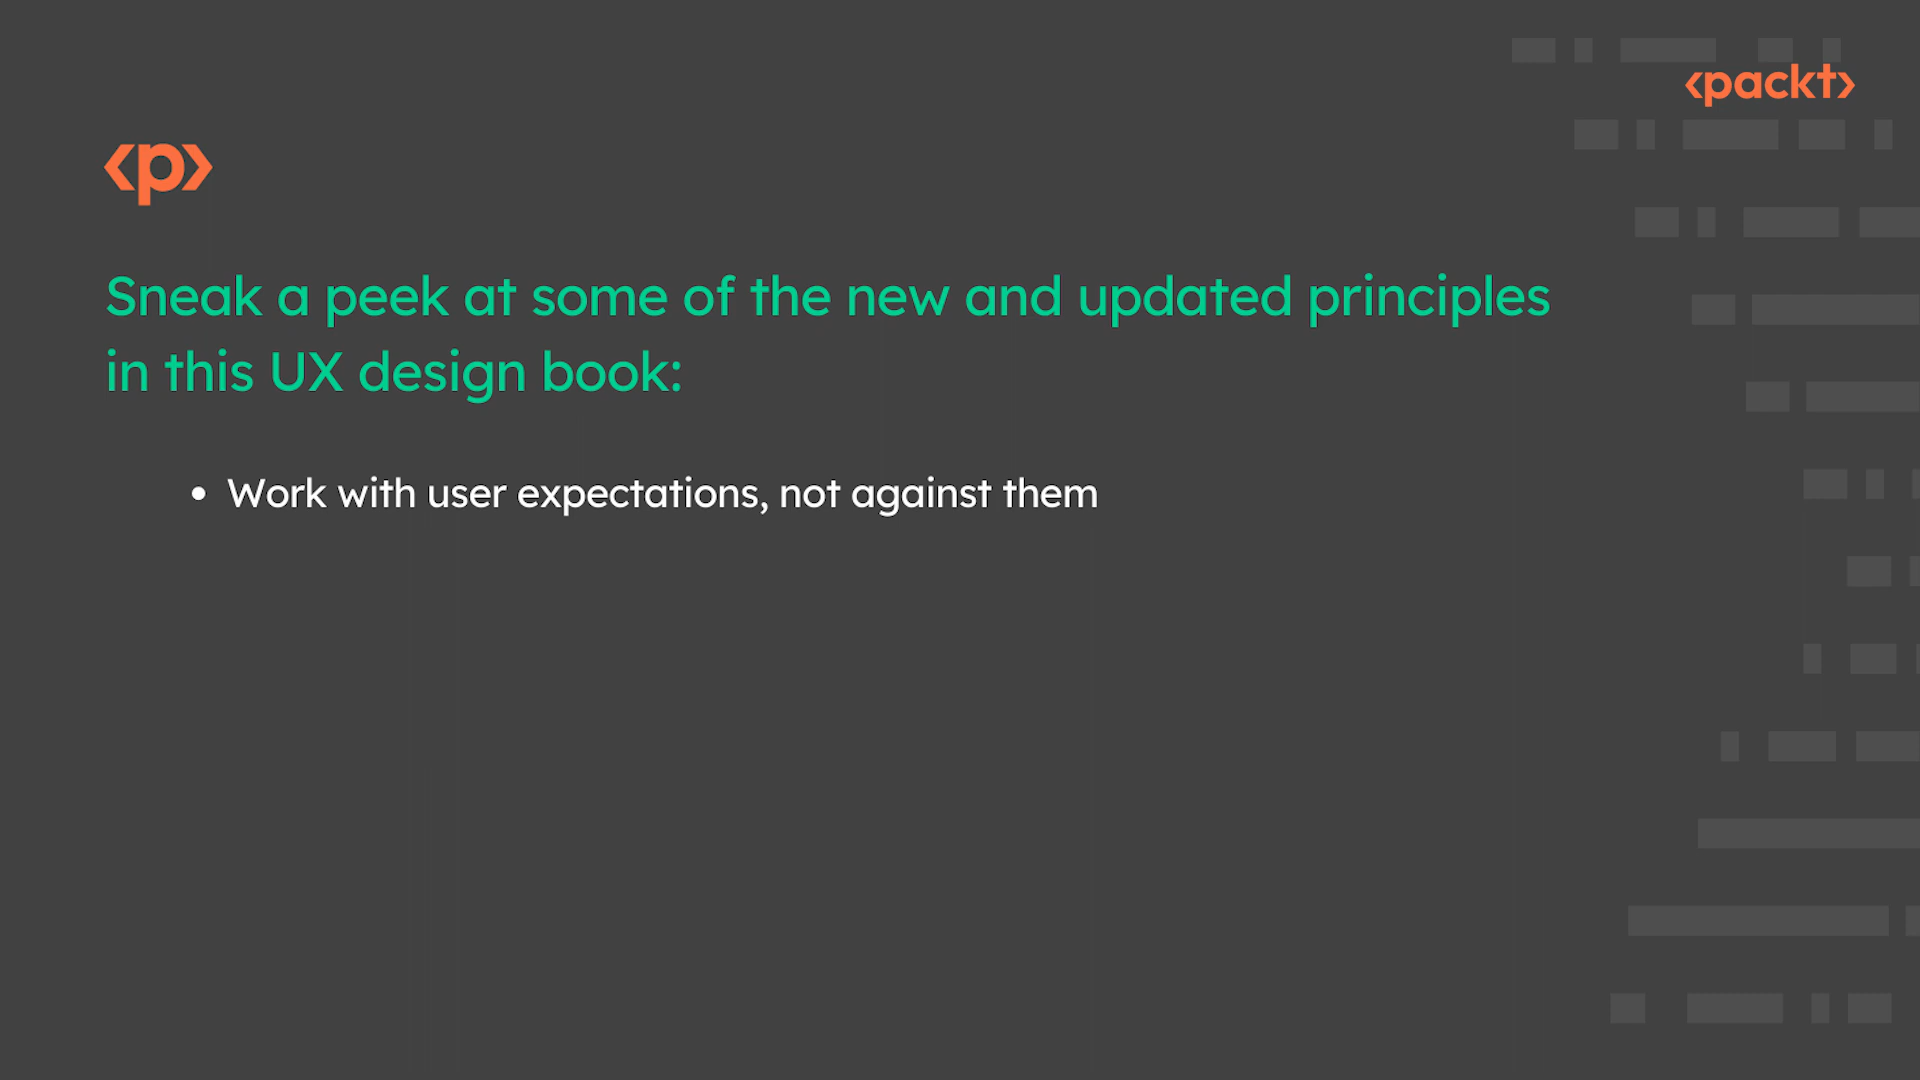 <packt>
<p>
Sneak a peek at some of the new and updated principles
in this UX design book:
• Work with user expectations, not against them